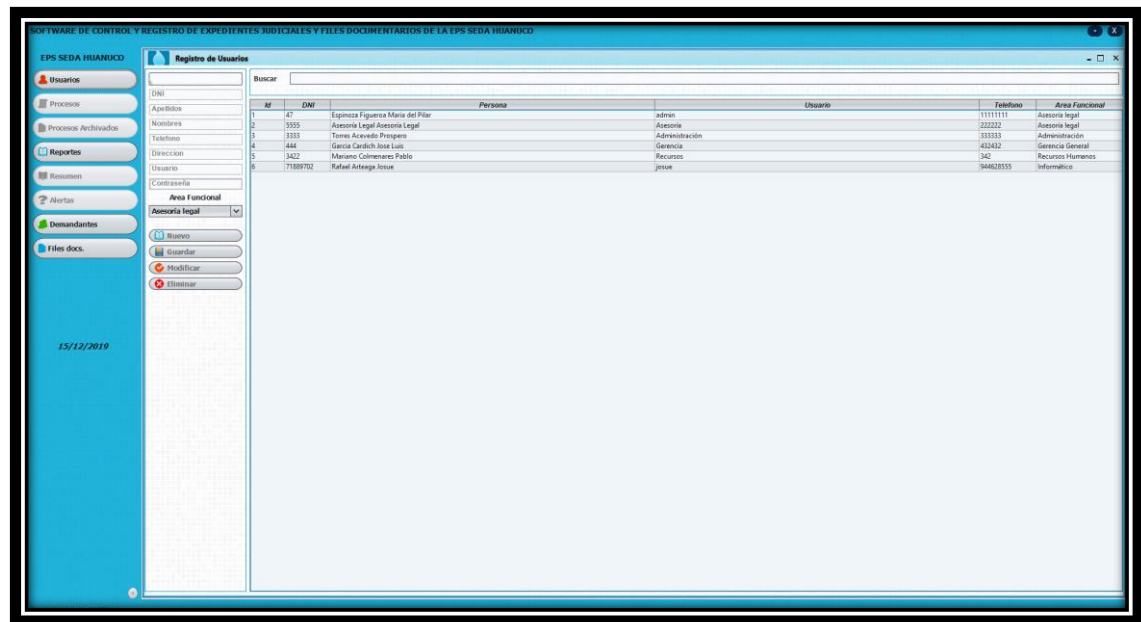 SOFTWARE DE CONTROL Y REGISTRO DE EXPEDIENTES JUDICIALES Y FILES DOCUMENTARIOS DE LA EPS SEDA HUANUCO
EPS SEDA HUANUCO
Usuarios
Procesos
Procesos Archivados
Reportes
Resumen
Alertas
Demandantes
Files docs.
15/12/2019
Registro de Usuarios
DNI
Apellidos
Nombres
Telefono
Direccion
Usuario
Contraseña
Area Funcional
Asesoría legal
Nuevo
Guardar
Modificar
Eliminar
Buscar
Id DNI Persona Usuario Telefono Area Funcional
1 47 Espinoza Figueroa Maria del Pilar admin 11111111 Asesoría legal
2 5555 Asesoría Legal Asesoría Legal Asesoria 222222 Asesoría legal
3 3333 Torres Acevedo Prospero Administración 333333 Administración
4 444 Garcia Cardich Jose Luis Gerencia 432432 Gerencia General
5 3422 Mariano Colmenares Pablo Recursos 342 Recursos Humanos
6 71889702 Rafael Arteaga Josue josue 944628555 Informático